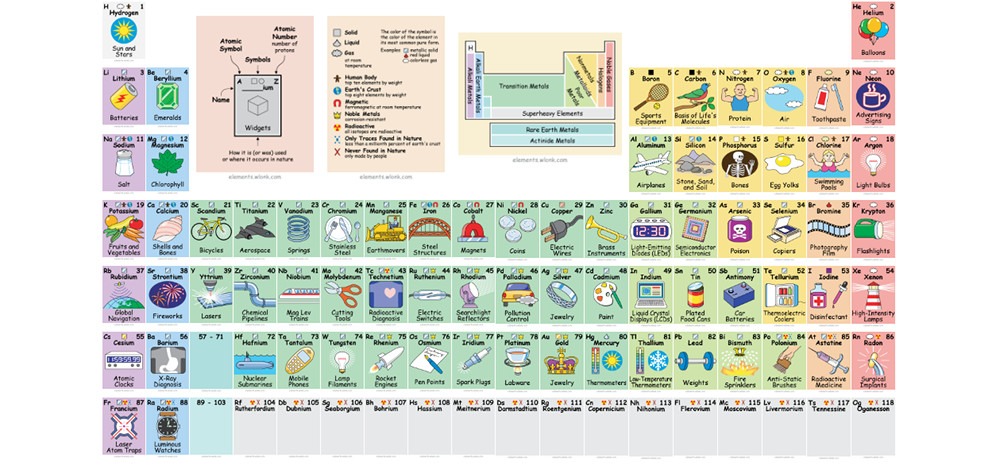 H 1
Hydrogen
Sun and
Stars
He 2
Helium
Balloons
Atomic
Symbol
Atomic
Number
number of
protons
Symbols
Name
A Z
ium
Widgets
How it is (or was) used
or where it occurs in nature
elements.wlonk.com
Solid
Liquid
Gas
at room
temperature
The color of the symbol is
the color of the element in
its most common pure form.
Examples
metallic solid
red liquid
colorless gas
Human Body
top ten elements by weight
Earth's Crust
top eight elements by weight
Magnetic
ferromagnetic at room temperature
Noble Metals
corrosion-resistant
Radioactive
all isotopes are radioactive
Only Traces Found in Nature
less than a millionth percent of earth's crust
Never Found in Nature
only made by people
elements.wlonk.com
H
Alkali Metals
Alkali Earth Metals
Transition Metals
Nonmetals
Metalloids
Poor Metals
Halogens
Noble Gases
Superheavy Elements
Rare Earth Metals
Actinide Metals
elements.wlonk.com
Li 3
Lithium
Batteries
Be 4
Beryllium
Emeralds
B 5
Boron
Sports
Equipment
C 6
Carbon
Basis of Life's
Molecules
N 7
Nitrogen
Protein
O 8
Oxygen
Air
F 9
Fluorine
Toothpaste
Ne 10
Neon
Advertising
Signs
Na 11
Sodium
Salt
Mg 12
Magnesium
Chlorophyll
Al 13
Aluminum
Airplanes
Si 14
Silicon
Stone, Sand,
and Soil
P 15
Phosphorus
Bones
S 16
Sulfur
Egg Yolks
Cl 17
Chlorine
Swimming
Pools
Ar 18
Argon
Light Bulbs
K 19
Potassium
Fruits and
Vegetables
Ca 20
Calcium
Shells and
Bones
Sc 21
Scandium
Bicycles
Ti 22
Titanium
Aerospace
V 23
Vanadium
Springs
Cr 24
Chromium
Stainless
Steel
Mn 25
Manganese
Earthmovers
Fe 26
Iron
Steel
Structures
Co 27
Cobalt
Magnets
Ni 28
Nickel
Coins
Cu 29
Copper
Electric
Wires
Zn 30
Zinc
Brass
Instruments
Ga 31
Gallium
Light-Emitting
Diodes (LEDs)
Ge 32
Germanium
Semiconductor
Electronics
As 33
Arsenic
Poison
Se 34
Selenium
Copiers
Br 35
Bromine
Photography
Film
Kr 36
Krypton
Flashlights
Rb 37
Rubidium
Global
Navigation
Sr 38
Strontium
Fireworks
Y 39
Yttrium
Lasers
Zr 40
Zirconium
Chemical
Pipelines
Nb 41
Niobium
Mag Lev
Trains
Mo 42
Molybdenum
Cutting
Tools
Tc 43
Technetium
Radioactive
Diagnosis
Ru 44
Ruthenium
Electric
Switches
Rh 45
Rhodium
Searchlight
Reflectors
Pd 46
Palladium
Pollution
Control
Ag 47
Silver
Jewelry
Cd 48
Cadmium
Paint
In 49
Indium
Liquid Crystal
Displays (LCDs)
Sn 50
Tin
Plated
Food Cans
Sb 51
Antimony
Car
Batteries
Te 52
Tellurium
Thermoelectric
Coolers
I 53
Iodine
Disinfectant
Xe 54
Xenon
High-Intensity
Lamps
Cs 55
Cesium
Atomic
Clocks
Ba 56
Barium
X-Ray
Diagnosis
57 - 71
Hf 72
Hafnium
Nuclear
Submarines
Ta 73
Tantalum
Mobile
Phones
W 74
Tungsten
Lamp
Filaments
Re 75
Rhenium
Rocket
Engines
Os 76
Osmium
Pen Points
Ir 77
Iridium
Spark Plugs
Pt 78
Platinum
Labware
Au 79
Gold
Jewelry
Hg 80
Mercury
Thermometers
Tl 81
Thallium
Low-Temperature
Thermometers
Pb 82
Lead
Weights
Bi 83
Bismuth
Fire
Sprinklers
Po 84
Polonium
Anti-Static
Brushes
At 85
Astatine
Radioactive
Medicine
Rn 86
Radon
Surgical
Implants
Fr 87
Francium
Laser
Atom Traps
Ra 88
Radium
Luminous
Watches
89 - 103
Rf 104
Rutherfordium
Db 105
Dubnium
Sg 106
Seaborgium
Bh 107
Bohrium
Hs 108
Hassium
Mt 109
Meitnerium
Ds 110
Darmstadtium
Rg 111
Roentgenium
Cn 112
Copernicium
Nh 113
Nihonium
Fl 114
Flerovium
Mc 115
Moscovium
Lv 116
Livermorium
Ts 117
Tennessine
Og 118
Oganesson